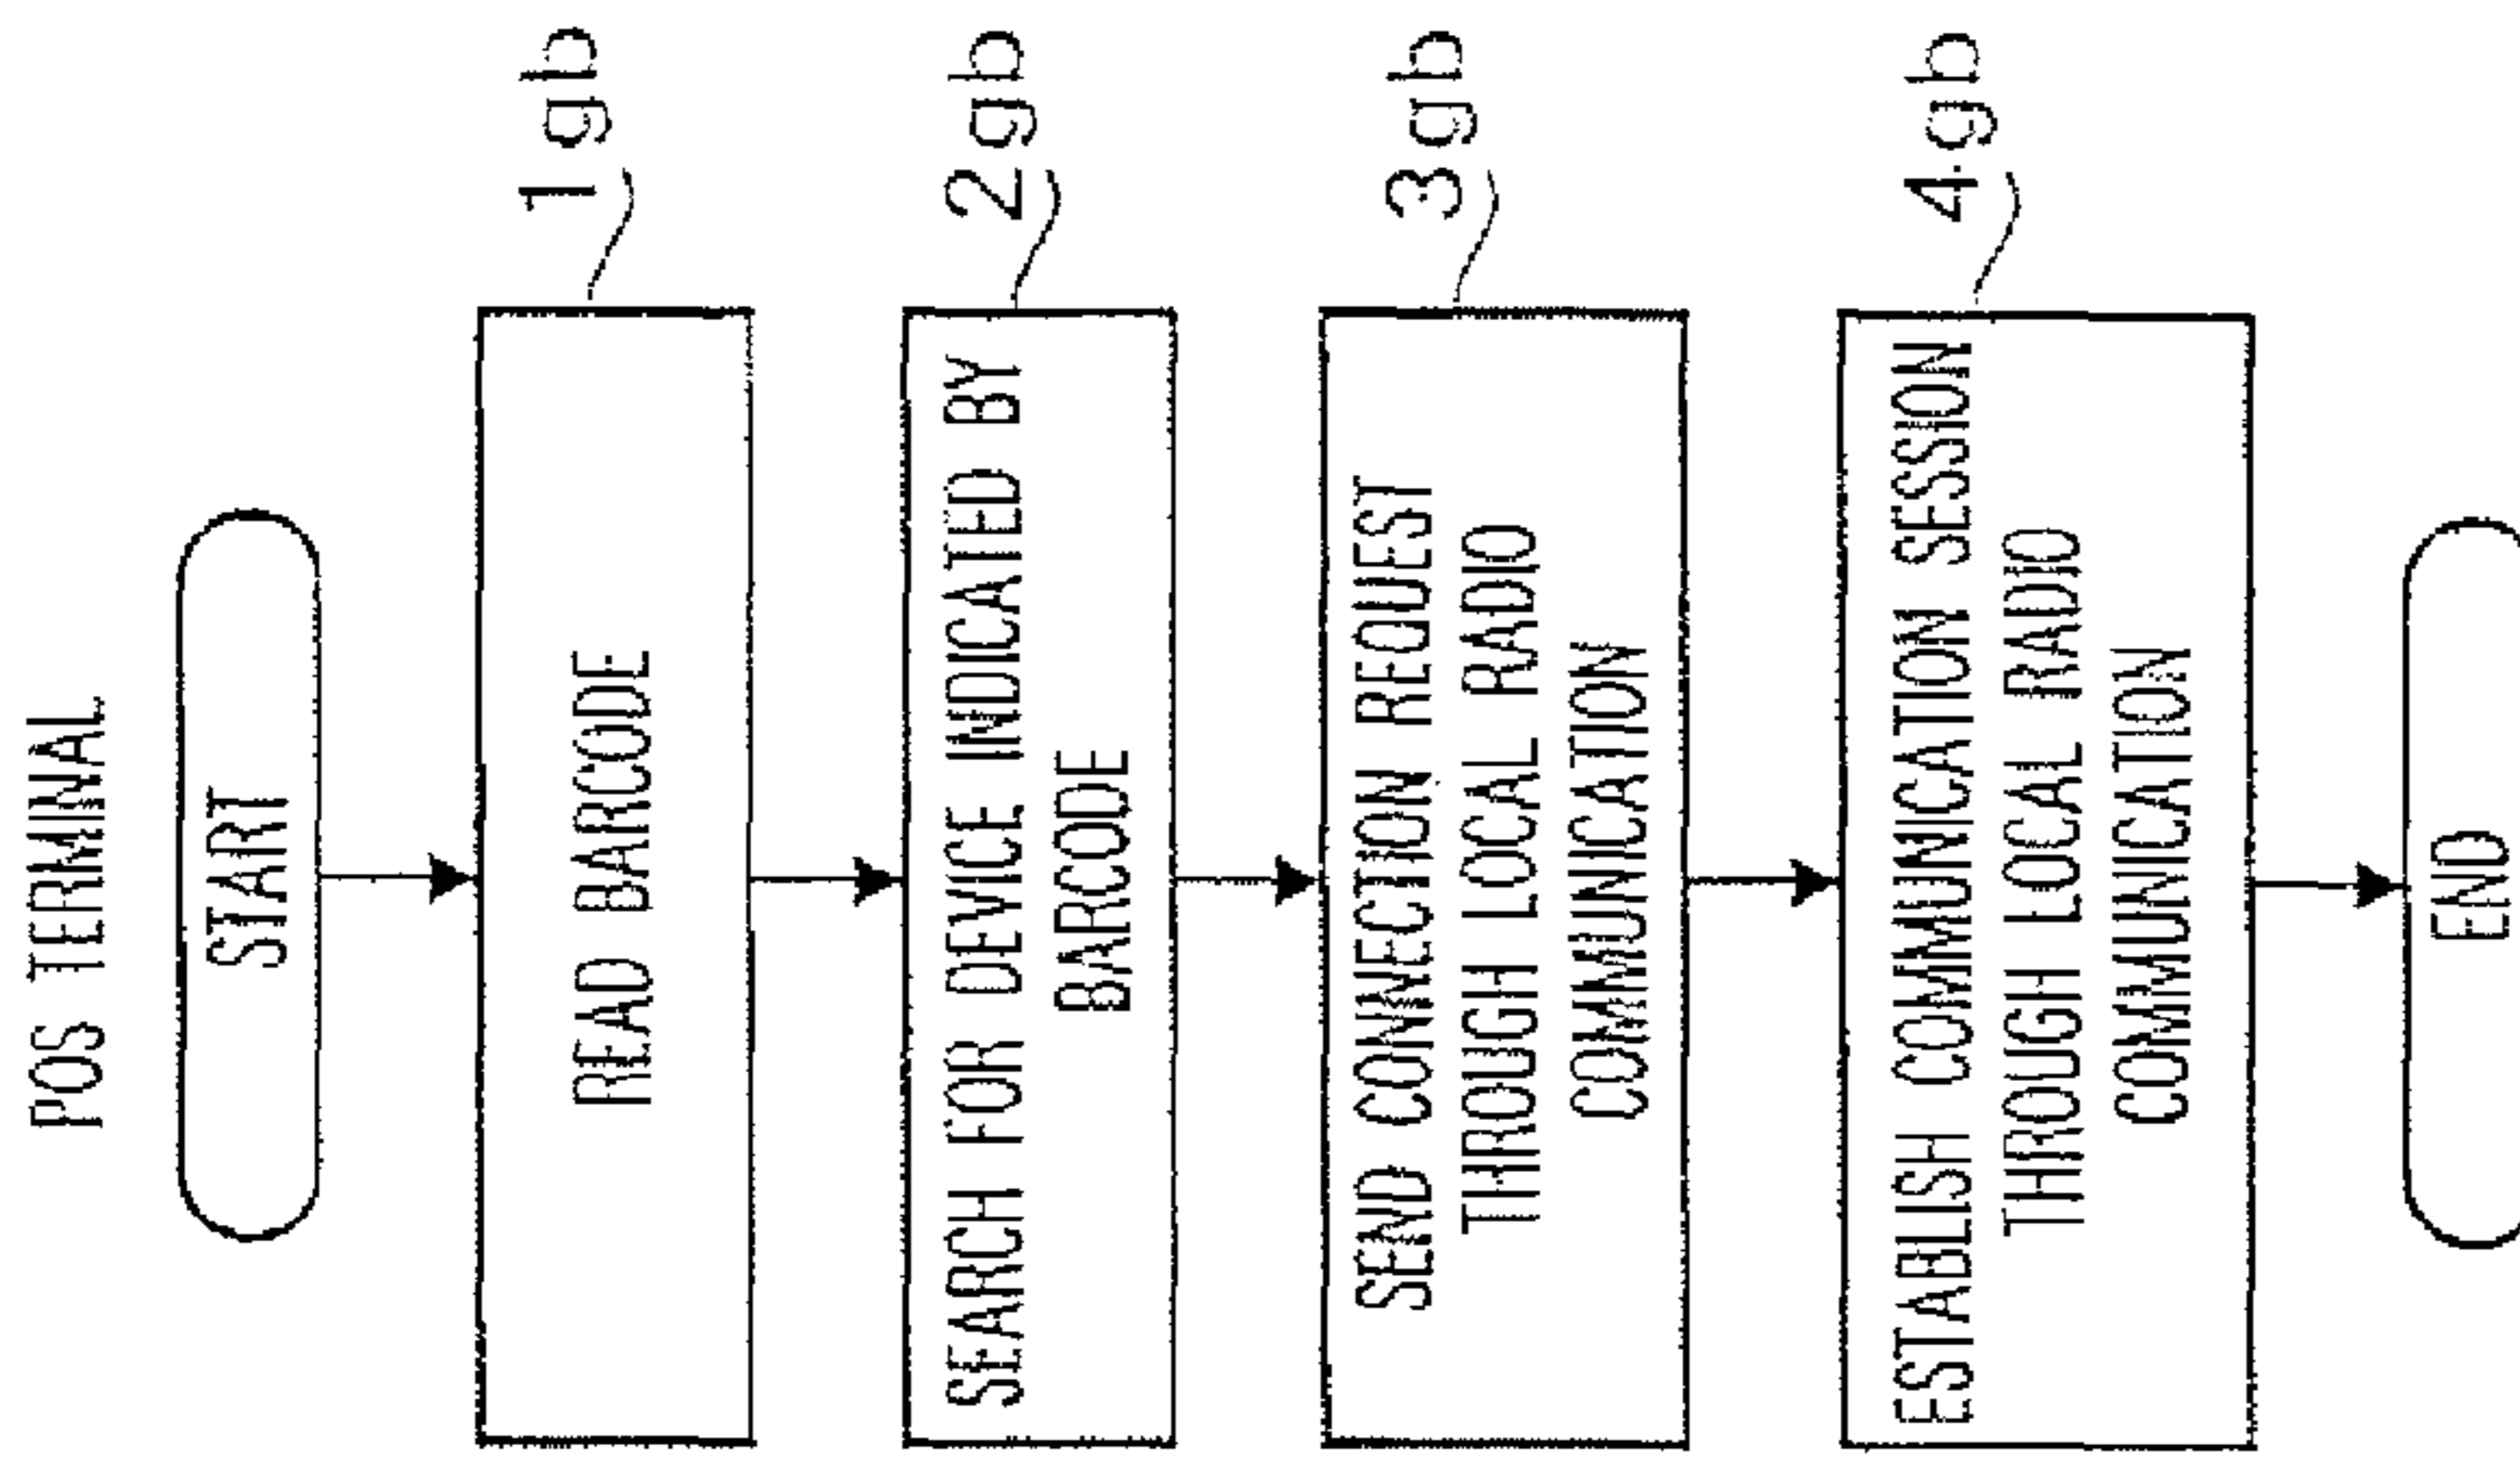 POS TERMINAL
START
READ BARCODE
1gb
SEARCH FOR DEVICE INDICATED BY
BARCODE
2gb
SEND CONNECTION REQUEST
THROUGH LOCAL RADIO
COMMUNICATION
3gb
ESTABLISH COMMUNICATION SESSION
THROUGH LOCAL RADIO
COMMUNICATION
4gb
END